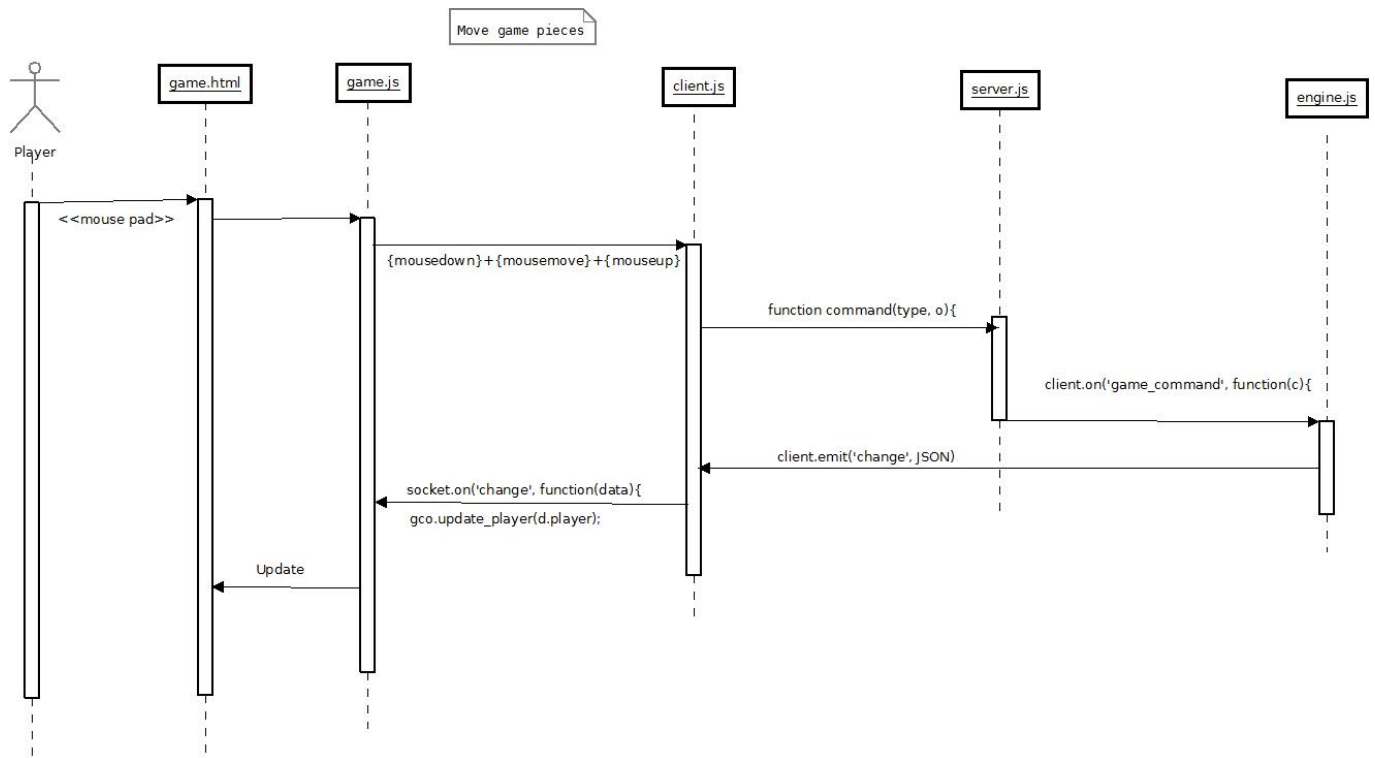 Move game pieces
game.html
game.js
client.js
server.js
engine.js
Player
<<mouse pad>>
{mousedown}+{mousemove}+{mouseup}
function command(type, o){
client.on('game_command', function(c){
client.emit('change', JSON)
socket.on('change', function(data){
gco.update_player(d.player);
Update